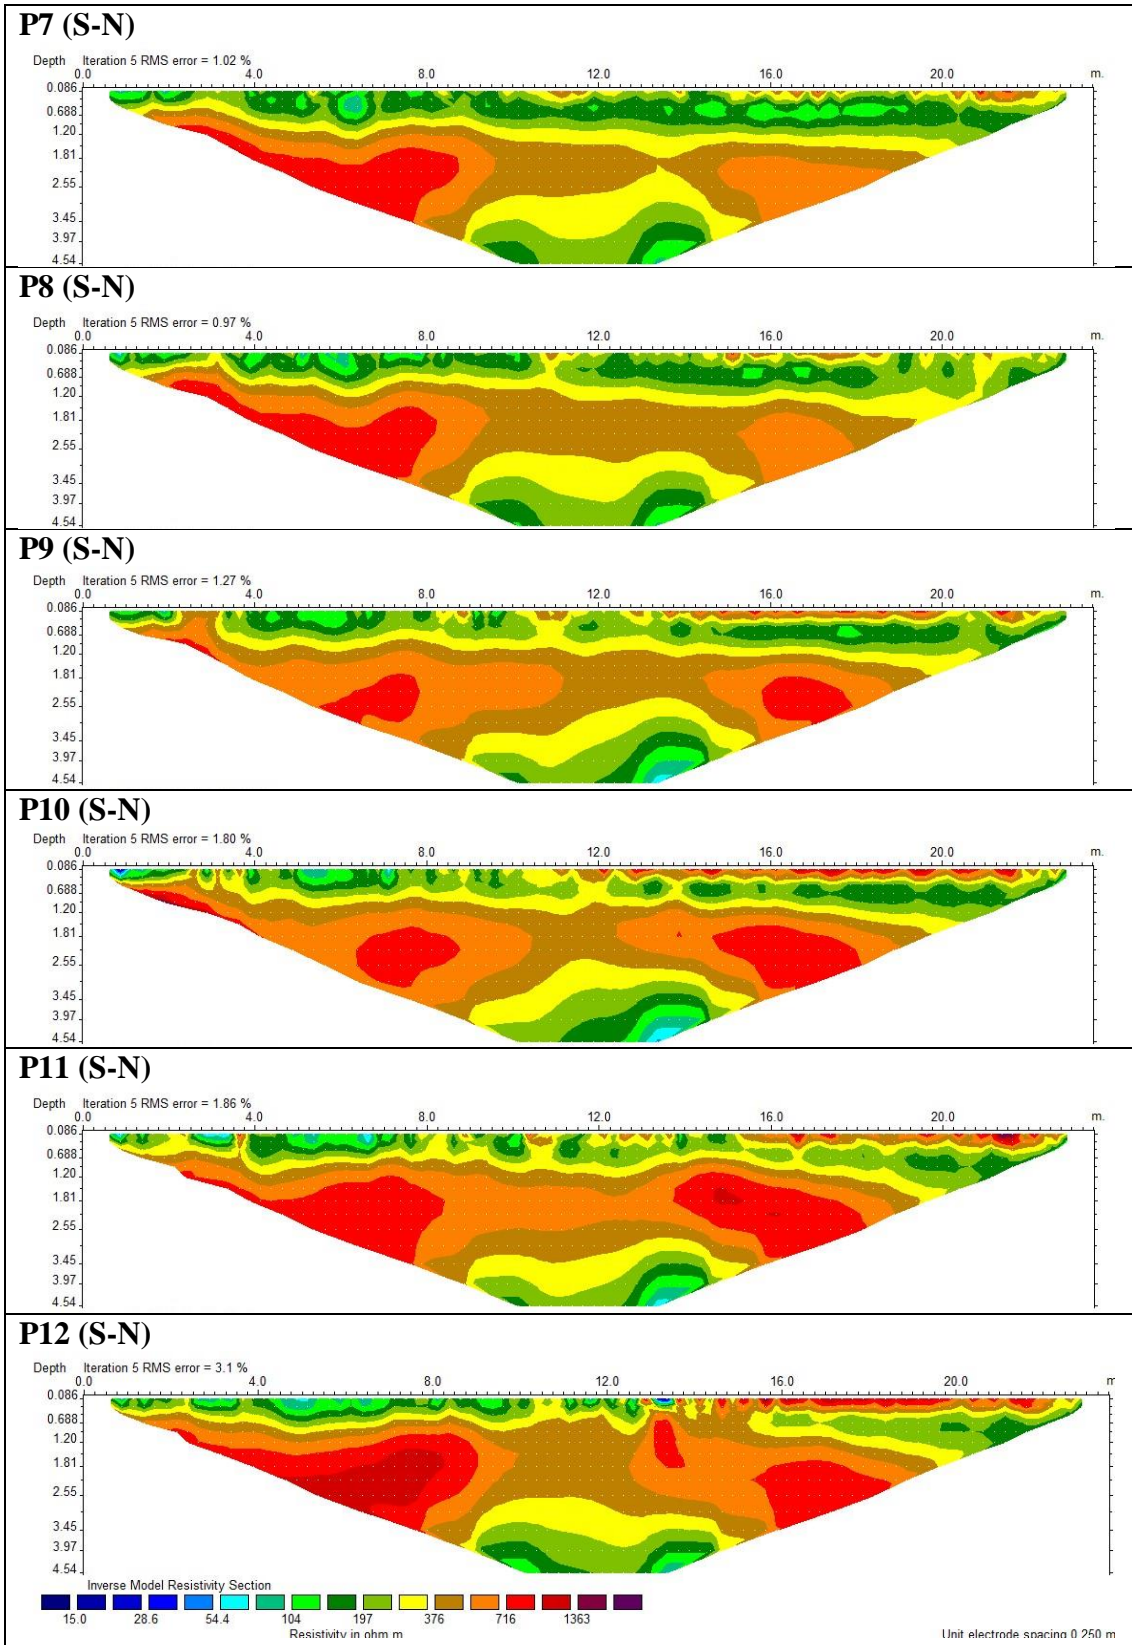 P7 (S-N)
Depth Iteration 5 RMS error = 1.02 %
0.0 4.0 8.0 12.0 16.0 20.0 m.
0.086
0.688
1.20
1.81
2.55
3.45
3.97
4.54
P8 (S-N)
Depth Iteration 5 RMS error = 0.97 %
0.0 4.0 8.0 12.0 16.0 20.0 m.
0.086
0.688
1.20
1.81
2.55
3.45
3.97
4.54
P9 (S-N)
Depth Iteration 5 RMS error = 1.27 %
0.0 4.0 8.0 12.0 16.0 20.0 m.
0.086
0.688
1.20
1.81
2.55
3.45
3.97
4.54
P10 (S-N)
Depth Iteration 5 RMS error = 1.80 %
0.0 4.0 8.0 12.0 16.0 20.0 m.
0.086
0.688
1.20
1.81
2.55
3.45
3.97
4.54
P11 (S-N)
Depth Iteration 5 RMS error = 1.86 %
0.0 4.0 8.0 12.0 16.0 20.0 m.
0.086
0.688
1.20
1.81
2.55
3.45
3.97
4.54
P12 (S-N)
Depth Iteration 5 RMS error = 3.1 %
0.0 4.0 8.0 12.0 16.0 20.0 m
0.086
0.688
1.20
1.81
2.55
3.45
3.97
4.54
Inverse Model Resistivity Section
15.0 28.6 54.4 104 197 376 716 1363
Resistivity in ohm.m Unit electrode spacing 0.250 m